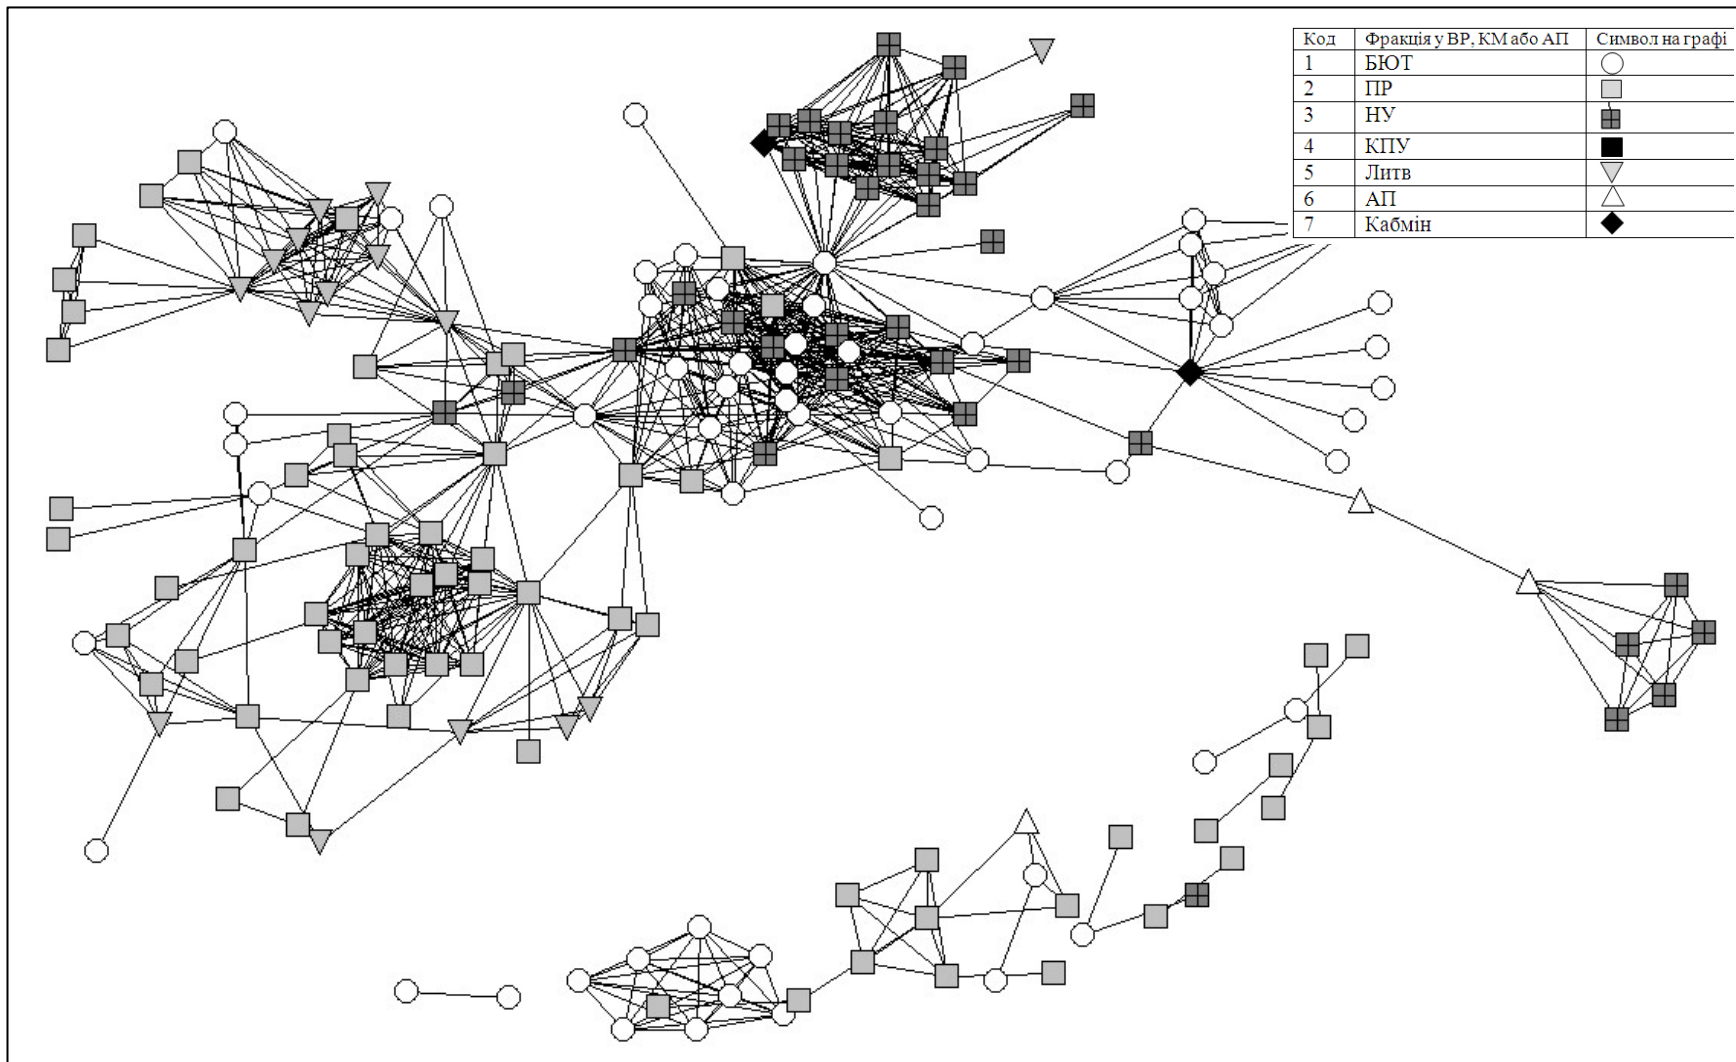 Код Фракція у ВР, КМ або АП Символ на графі
1 БЮТ
2 ПР
3 НУ
4 КПУ
5 Литв
6 АП
7 Кабмін